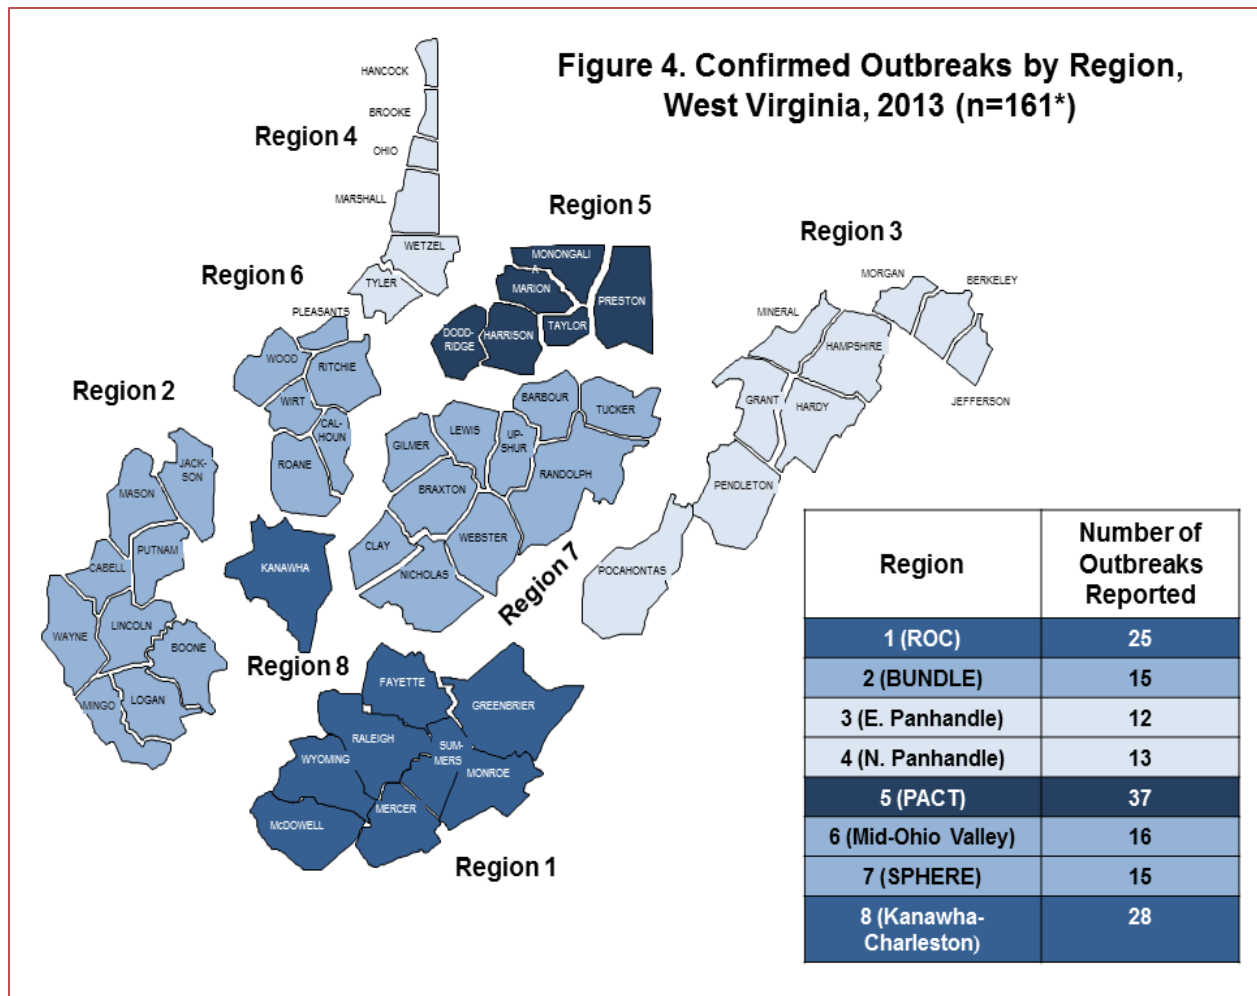 Figure 4. Confirmed Outbreaks by Region,
West Virginia, 2013 (n=161*)
HANCOCK
BROOKE
Region 4
OHIO
MARSHALL
WETZEL
TYLER
Region 5
MONONGALI
A
MARION
PRESTON
DODD-
RIDGE
HARRISON
TAYLOR
Region 3
MORGAN
BERKELEY
MINERAL
HAMPSHIRE
JEFFERSON
GRANT
HARDY
PENDLETON
POCAHONTAS
Region 6
PLEASANTS
WOOD
RITCHIE
WIRT
CAL-
HOUN
ROANE
Region 2
JACK-
SON
MASON
PUTNAM
CABELL
WAYNE
LINCOLN
BOONE
MINGO
LOGAN
BARBOUR
TUCKER
LEWIS
UP-
SHUR
GILMER
RANDOLPH
BRAXTON
WEBSTER
CLAY
NICHOLAS
Region 7
KANAWHA
Region 8
FAYETTE
GREENBRIER
RALEIGH
SUM-
MERS
WYOMING
MONROE
MERCER
McDOWELL
Region 1
Region
Number of
Outbreaks
Reported
1 (ROC) 25
2 (BUNDLE) 15
3 (E. Panhandle) 12
4 (N. Panhandle) 13
5 (PACT) 37
6 (Mid-Ohio Valley) 16
7 (SPHERE) 15
8 (Kanawha- 28
Charleston)